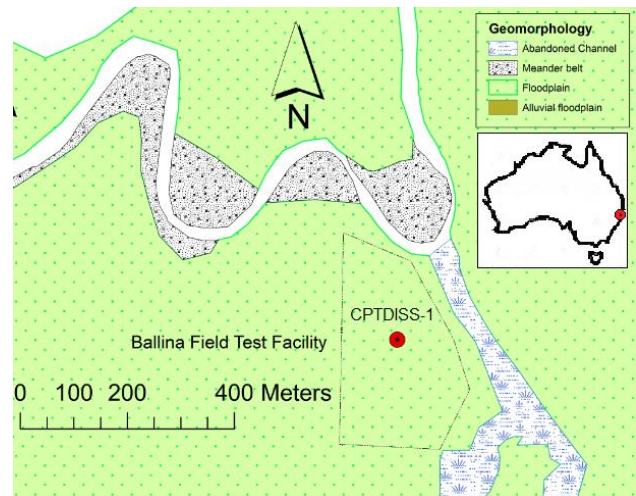 Geomorphology
Abandoned Channel
Meander belt
Floodplain
Alluvial floodplain
N
CPTDISS-1
Ballina Field Test Facility
0 100 200 400 Meters